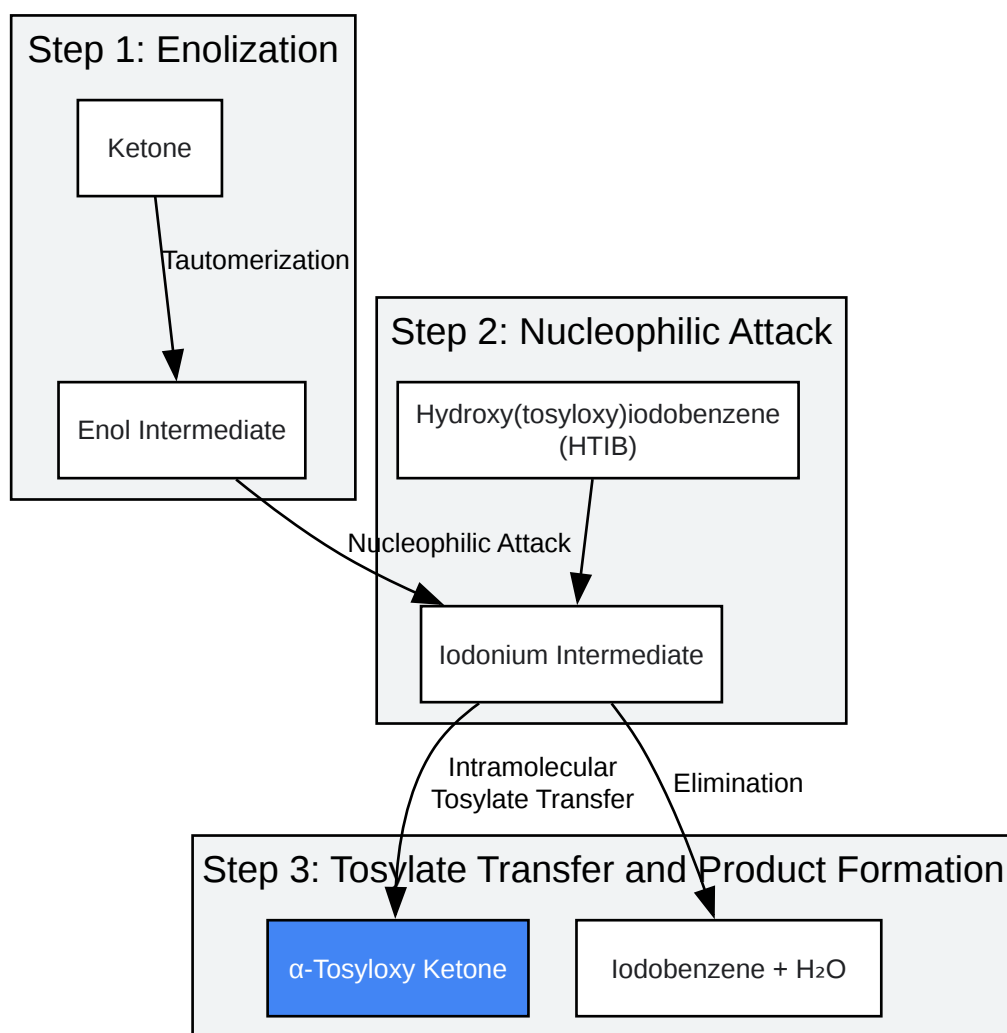 Step 1: Enolization
Ketone
Tautomerization
Enol Intermediate
Step 2: Nucleophilic Attack
Hydroxy(tosyloxy)iodobenzene
(HTIB)
Nucleophilic Attack
Iodonium Intermediate
Intramolecular
Tosylate Transfer
Elimination
Step 3: Tosylate Transfer and Product Formation
α-Tosyloxy Ketone
Iodobenzene + H₂O